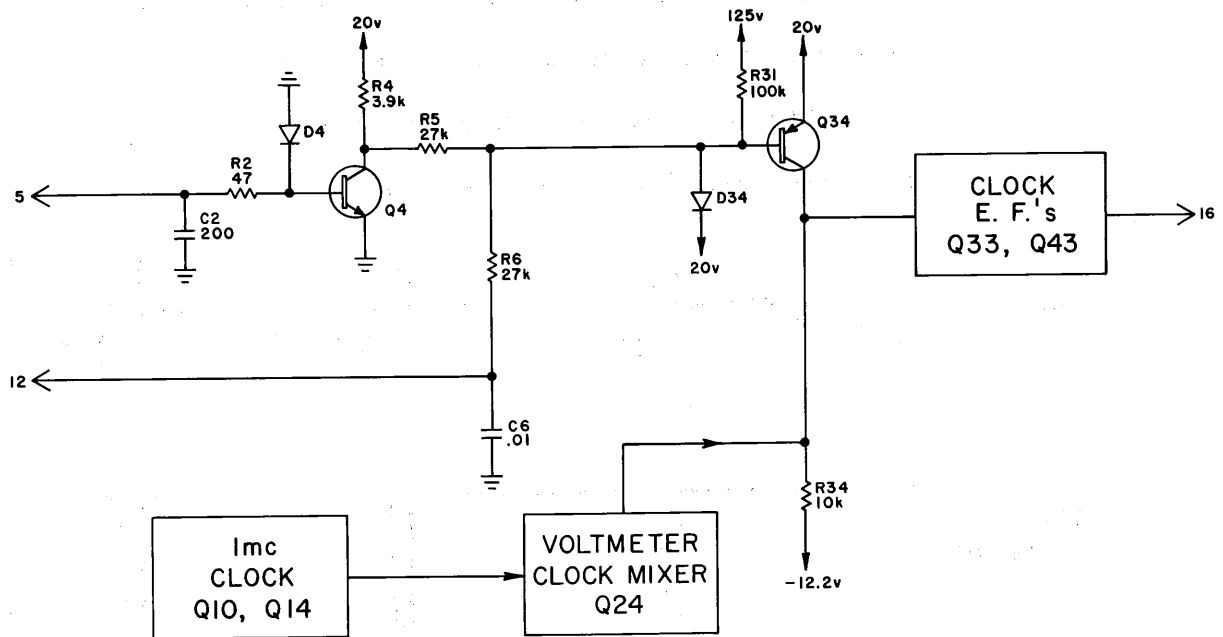 20v
125v
20v
R4
3.9k
R31
100k
Q34
D4
R5
27k
R2
47
5
C2
200
Q4
D34
20v
CLOCK
E. F.'s
Q33, Q43
16
R6
27k
12
C6
.01
R34
10k
-12.2v
1mc
CLOCK
Q10, Q14
VOLTMETER
CLOCK MIXER
Q24